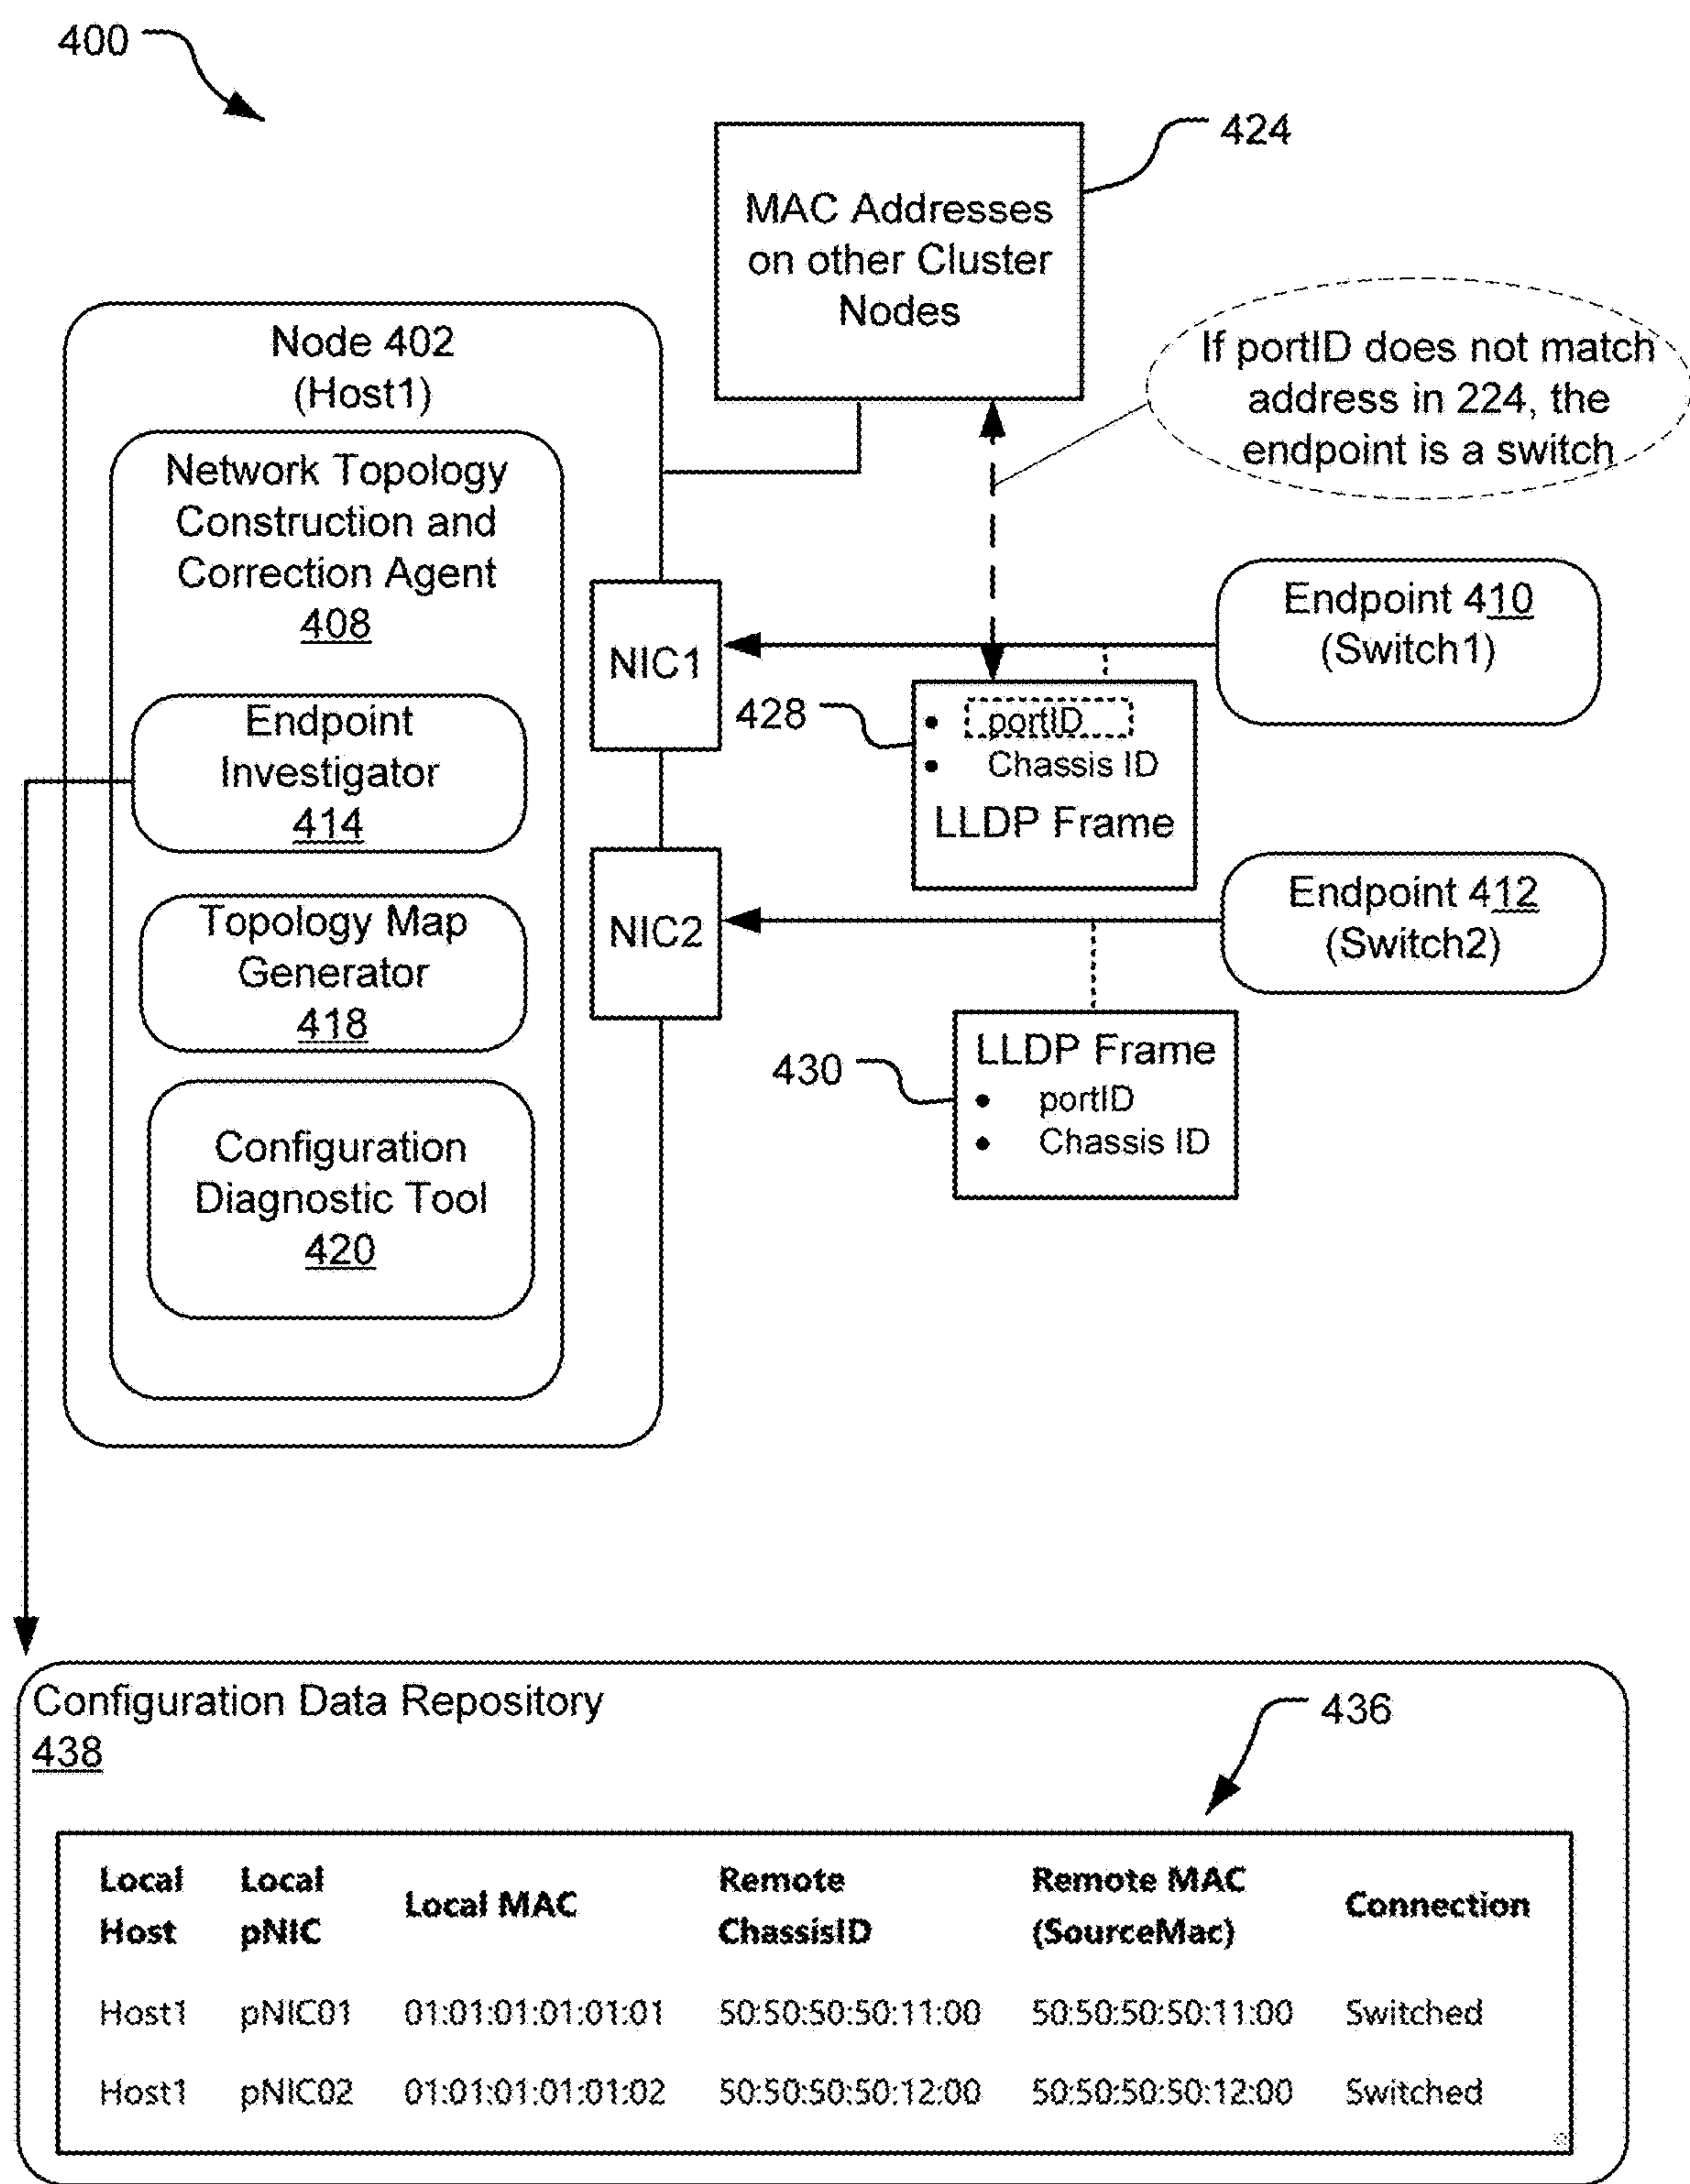 400
424
MAC Addresses
on other Cluster
Nodes
If portID does not match
address in 224, the
endpoint is a switch
Node 402
(Host1)
Network Topology
Construction and
Correction Agent
408
Endpoint
Investigator
414
Topology Map
Generator
418
Configuration
Diagnostic Tool
420
NIC1
NIC2
Endpoint 410
(Switch1)
428
• portID
• Chassis ID
LLDP Frame
Endpoint 412
(Switch2)
430
LLDP Frame
• portID
• Chassis ID
Configuration Data Repository
438
436
Local Host Local pNIC Local MAC Remote ChassisID Remote MAC (SourceMac) Connection
Host1 pNIC01 01:01:01:01:01:01 50:50:50:50:11:00 50:50:50:50:11:00 Switched
Host1 pNIC02 01:01:01:01:01:02 50:50:50:50:12:00 50:50:50:50:12:00 Switched